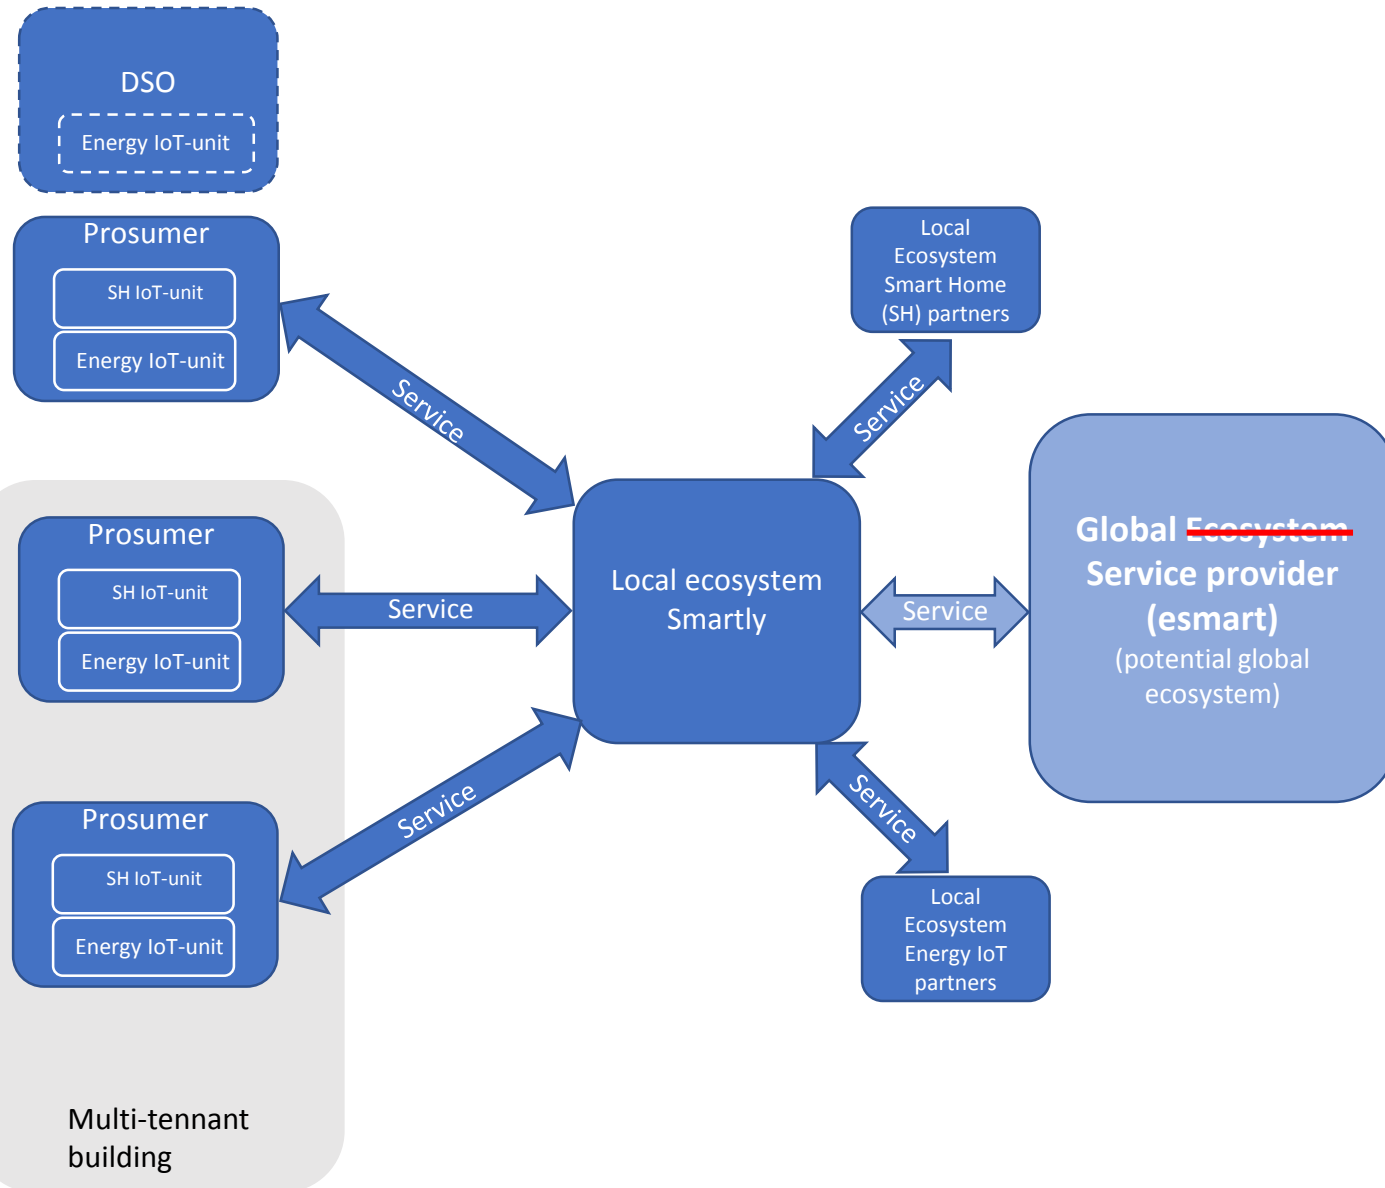 DSO
Energy IoT-unit
Prosumer
SH IoT-unit
Energy IoT-unit
Service
Local
Ecosystem
Smart Home
(SH) partners
Service
Prosumer
SH IoT-unit
Energy IoT-unit
Service
Local ecosystem
Smartly
Service
Global Ecosystem
Service provider
(esmart)
(potential global
ecosystem)
Prosumer
SH IoT-unit
Energy IoT-unit
Service
Service
Local
Ecosystem
Energy IoT
partners
Multi-tennant
building